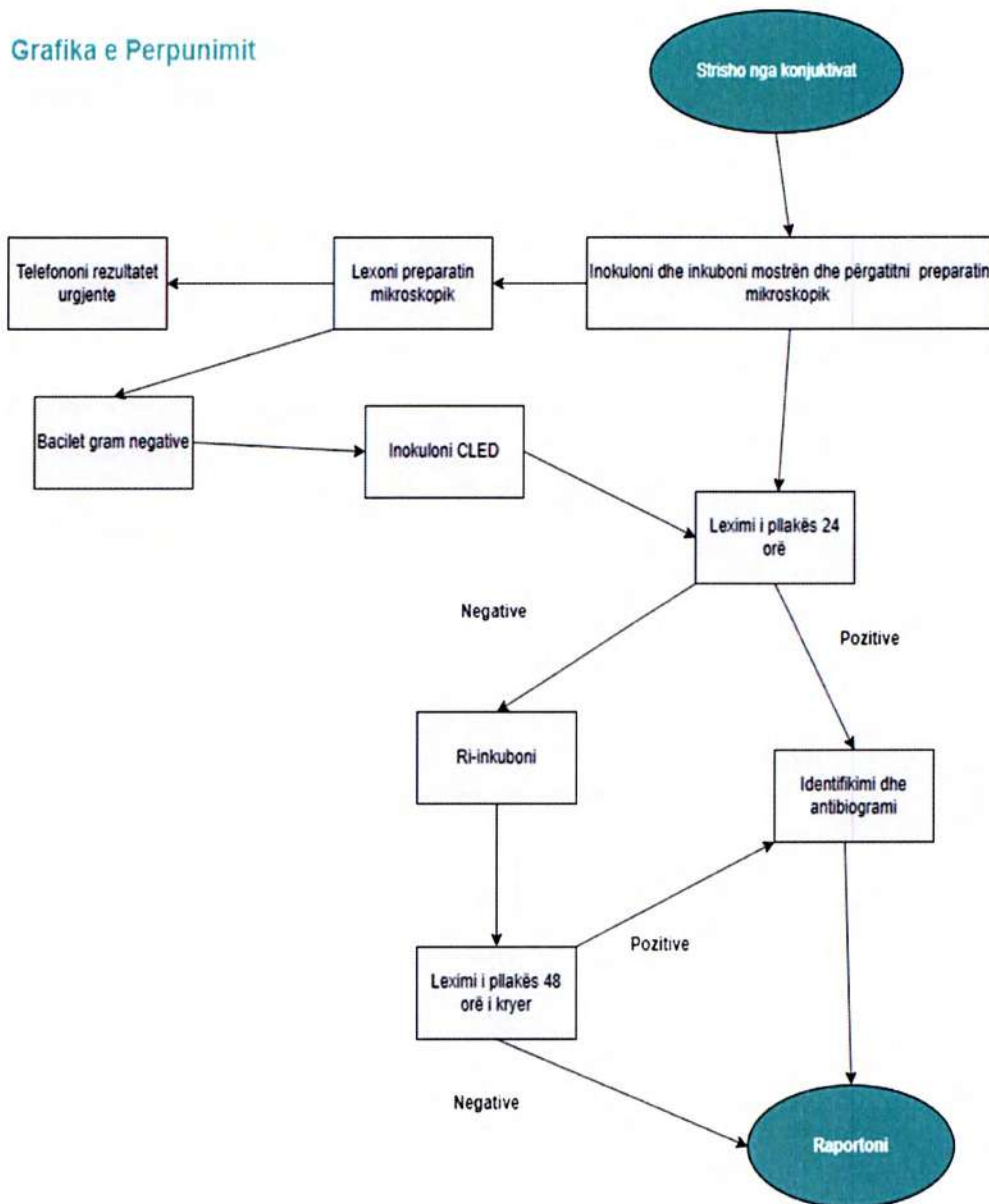 Grafika e Perpunimit
Strisho nga konjuktivat
Telefononi rezultatet
urgjente
Lexoni preparatin
mikroskopik
Inokuloni dhe inkuboni mostrën dhe përgatitni preparatin
mikroskopik
Bacilet gram negative
Inokuloni CLED
Leximi i pllakës 24
orë
Negative
Pozitive
Ri-inkuboni
Identifikimi dhe
antibiogrami
Leximi i pllakës 48
orë i kryer
Pozitive
Negative
Raportoni